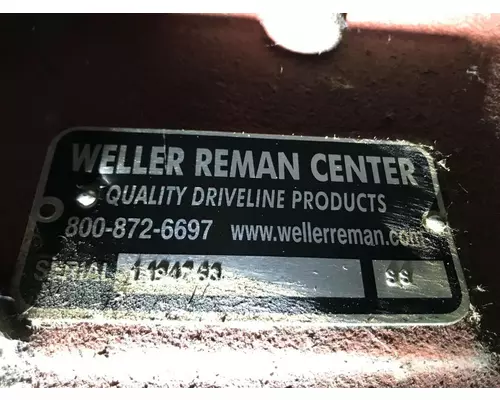 WELLER REMAN CENTER
QUALITY DRIVELINE PRODUCTS
800-872-6697 www.wellerreman.com
SERIAL